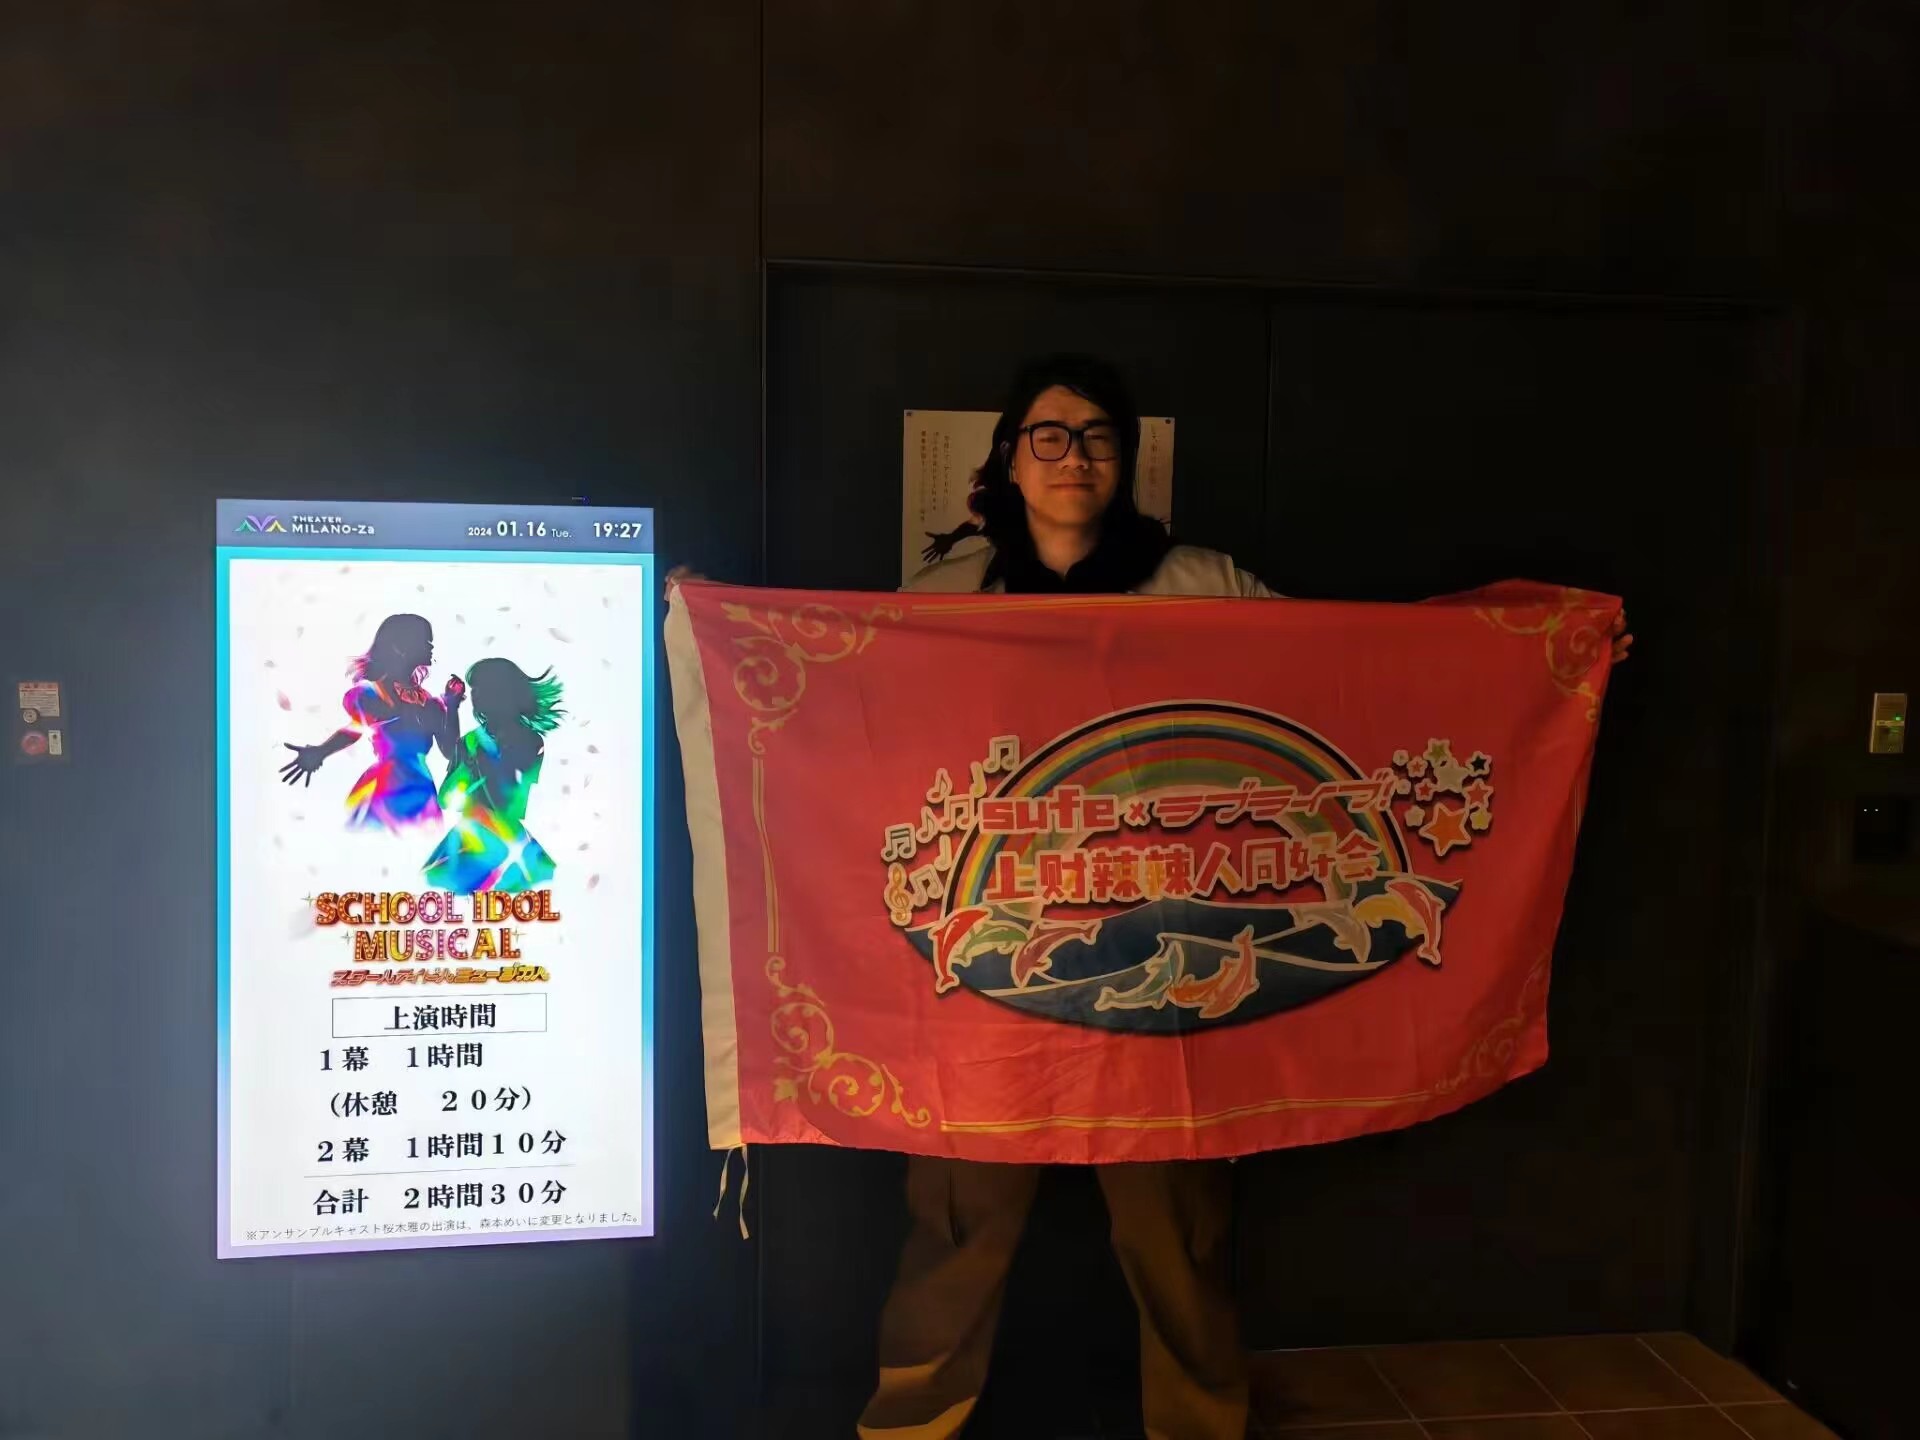 THEATER
MILANO-Za
2024 01.16 Tue. 19:27
SCHOOL IDOL
MUSICAL
スクールアイドルミュージカル
上演時間
1幕 1時間
（休憩 20分）
2幕 1時間10分
合計 2時間30分
※アンサンブルキャスト桜木雅の出演は、森本めいに変更となりました。
sufe×ラブライブ!
上财辣辣人同好会